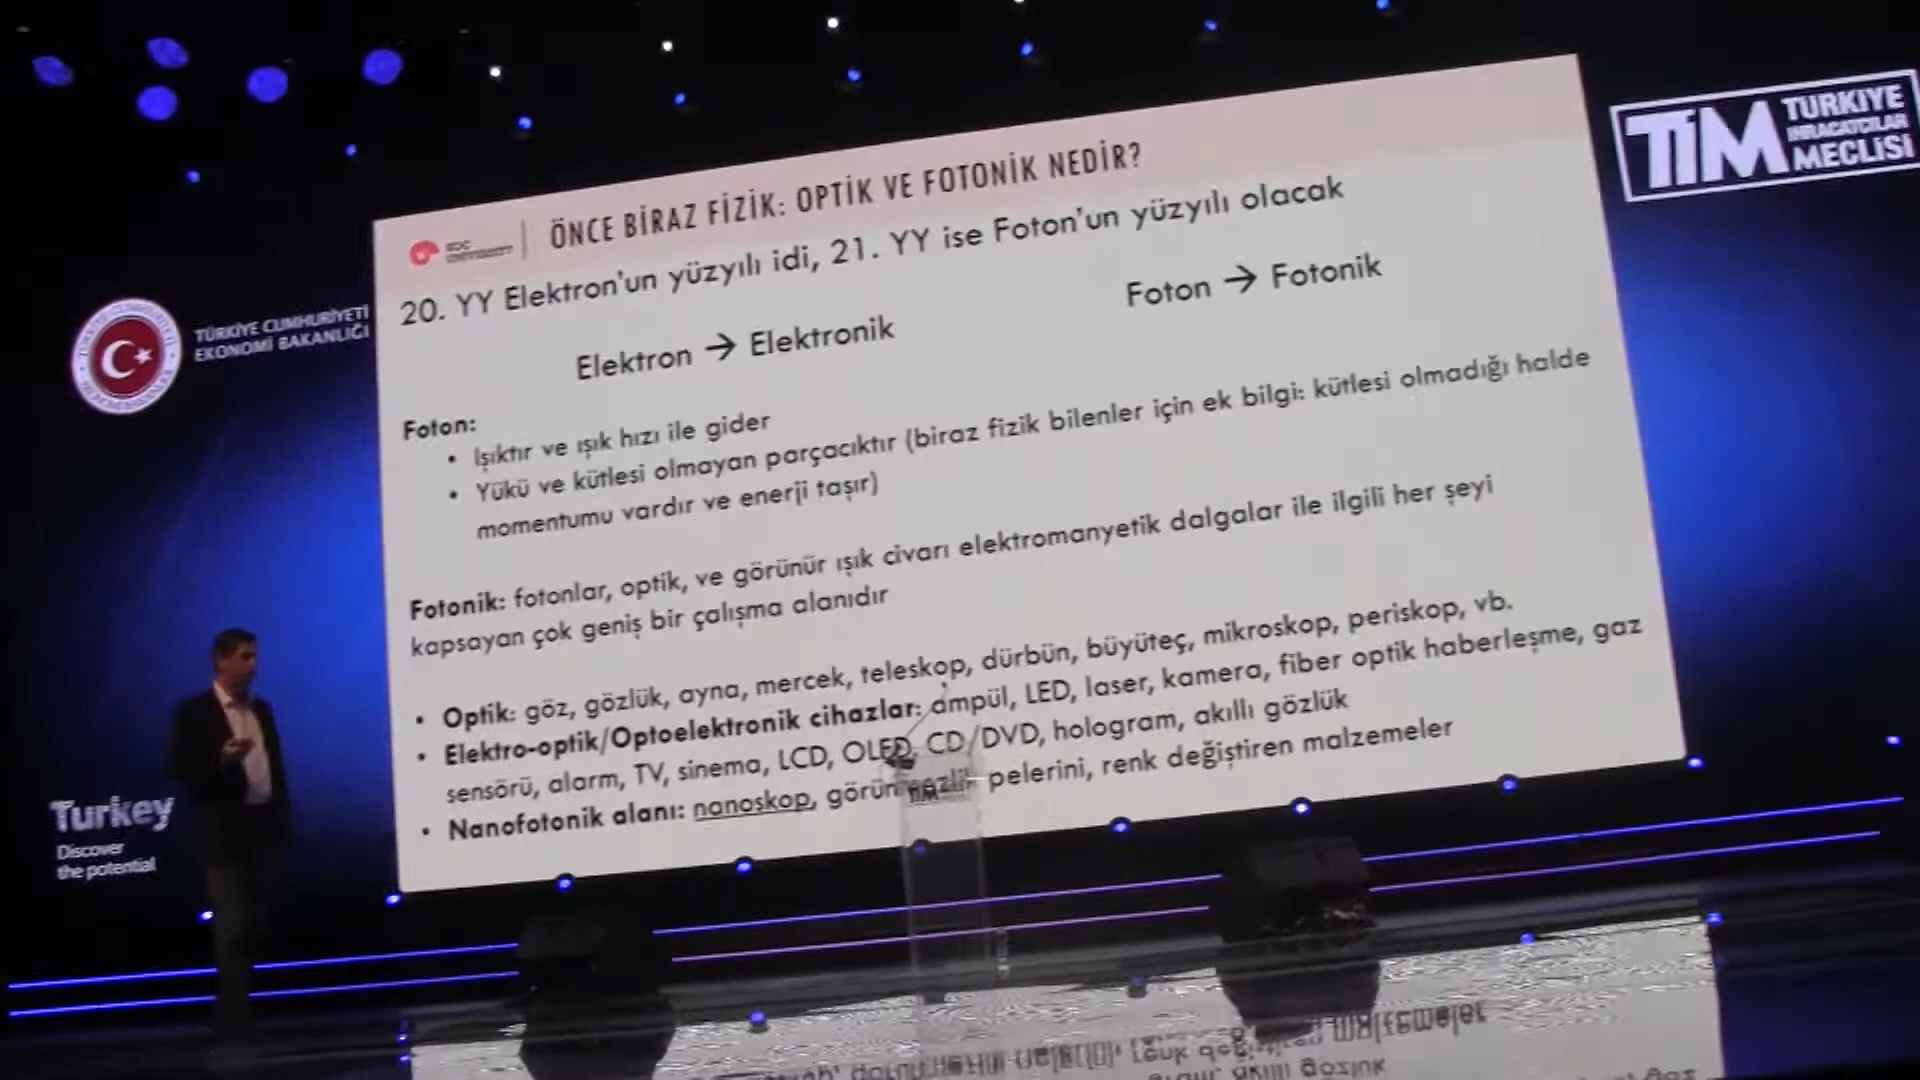 TİM TÜRKİYE
İHRACATÇILAR
MECLİSİ
TÜRKİYE CUMHURİYETİ
EKONOMİ BAKANLIĞI
KOC
UNIVERSITY
ÖNCE BİRAZ FİZİK: OPTİK VE FOTONİK NEDİR?
20. YY Elektron'un yüzyılı idi, 21. YY ise Foton'un yüzyılı olacak
Elektron → Elektronik
Foton → Fotonik
Foton:
• Işıktır ve ışık hızı ile gider
• Yükü ve kütlesi olmayan parçacıktır (biraz fizik bilenler için ek bilgi: kütlesi olmadığı halde
momentumu vardır ve enerji taşır)
Fotonik: fotonlar, optik, ve görünür ışık civarı elektromanyetik dalgalar ile ilgili her şeyi
kapsayan çok geniş bir çalışma alanıdır
• Optik: göz, gözlük, ayna, mercek, teleskop, dürbün, büyüteç, mikroskop, periskop, vb.
• Elektro-optik/Optoelektronik cihazlar: ampül, LED, laser, kamera, fiber optik haberleşme, gaz
sensörü, alarm, TV, sinema, LCD, OLED, CD/DVD, hologram, akıllı gözlük
• Nanofotonik alanı: nanoskop, görünmezlik pelerini, renk değiştiren malzemeler
TİM
Turkey
Discover
the potential